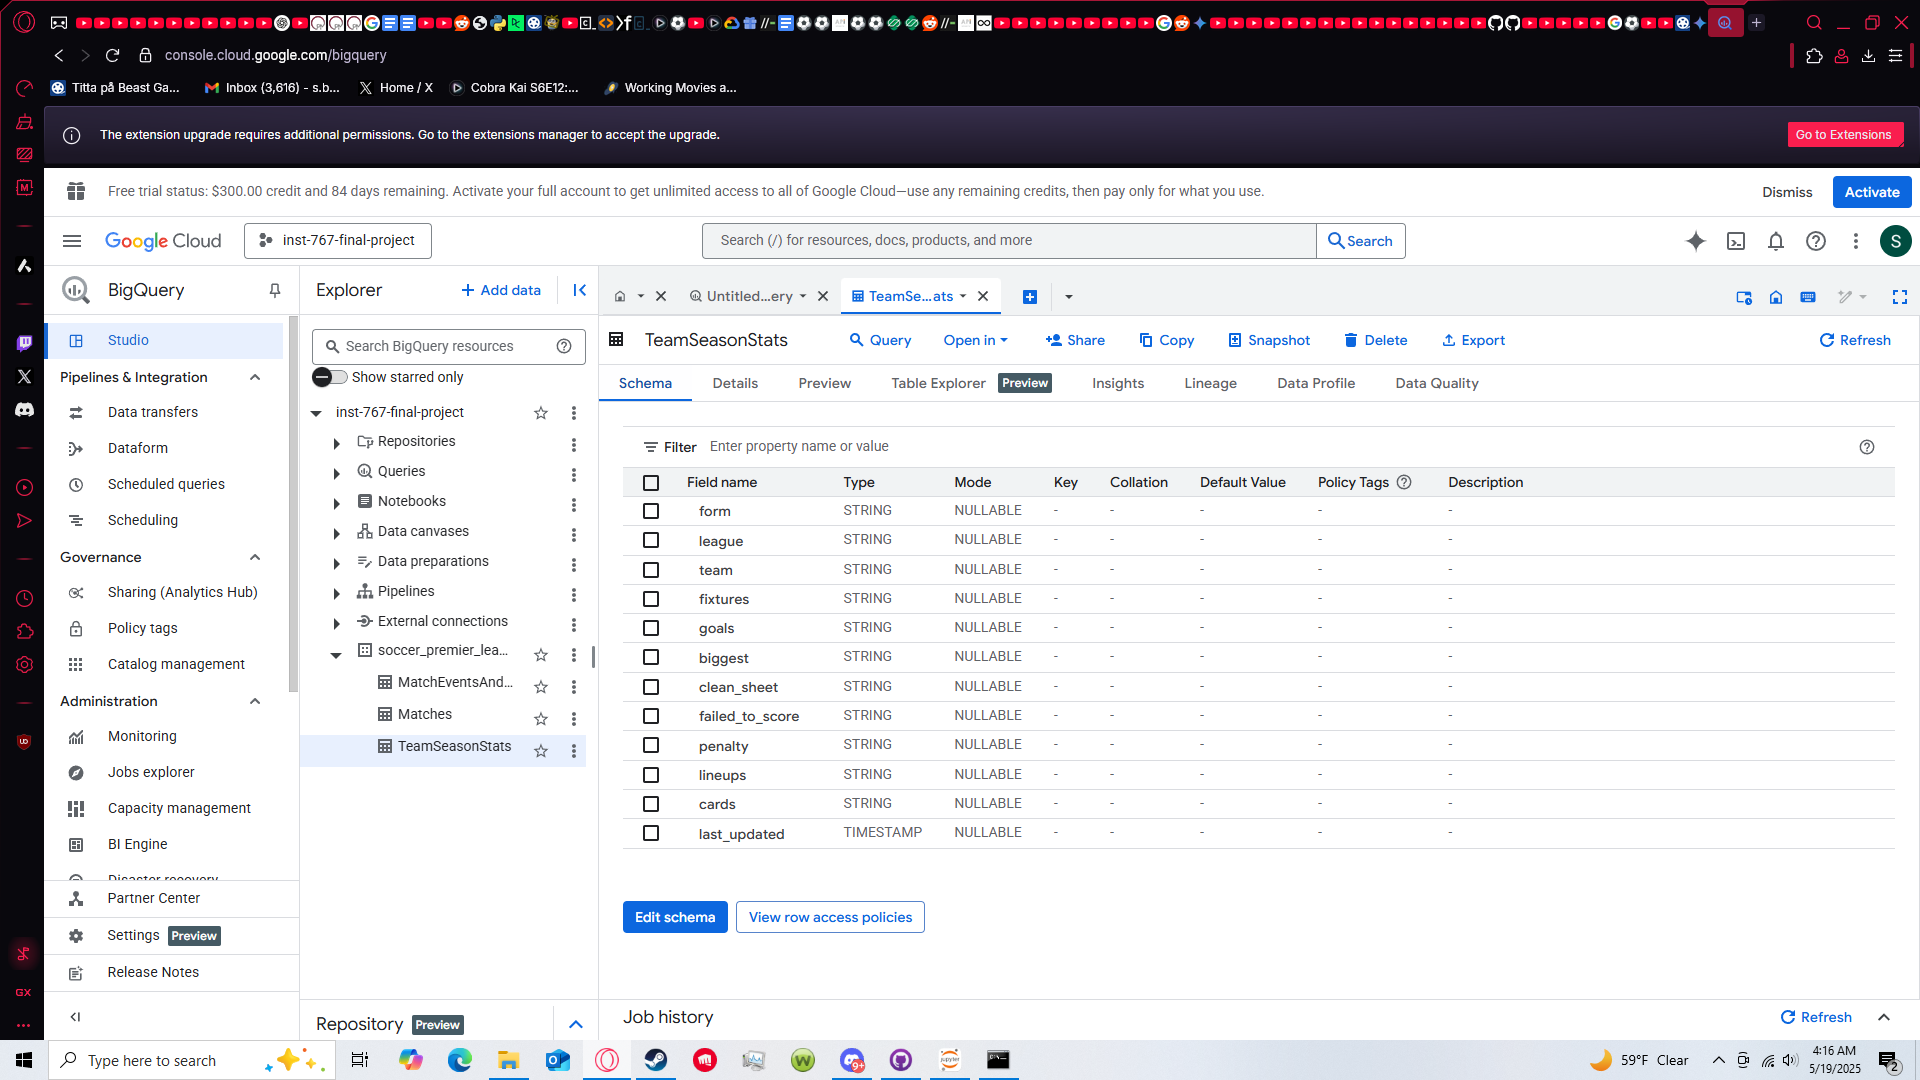 console.cloud.google.com/bigquery
Titta på Beast Ga...
Inbox (3,616) - s.b...
Home / X
Cobra Kai S6E12:...
Working Movies a...
The extension upgrade requires additional permissions. Go to the extensions manager to accept the upgrade.
Go to Extensions
Free trial status: $300.00 credit and 84 days remaining. Activate your full account to get unlimited access to all of Google Cloud—use any remaining credits, then pay only for what you use.
Dismiss
Activate
Google Cloud
inst-767-final-project
Search (/) for resources, docs, products, and more
Search
S
BigQuery
Studio
Pipelines & Integration
Data transfers
Dataform
Scheduled queries
Scheduling
Governance
Sharing (Analytics Hub)
Policy tags
Catalog management
Administration
Monitoring
Jobs explorer
Capacity management
BI Engine
Disaster recovery
Partner Center
Settings Preview
Release Notes
Explorer
+ Add data
Search BigQuery resources
Show starred only
inst-767-final-project
Repositories
Queries
Notebooks
Data canvases
Data preparations
Pipelines
External connections
soccer_premier_lea...
MatchEventsAnd...
Matches
TeamSeasonStats
Repository Preview
Untitled...ery
TeamSe...ats
TeamSeasonStats
Query
Open in
Share
Copy
Snapshot
Delete
Export
Refresh
Schema
Details
Preview
Table Explorer Preview
Insights
Lineage
Data Profile
Data Quality
Filter Enter property name or value
Field name Type Mode Key Collation Default Value Policy Tags Description
form STRING NULLABLE - - - - -
league STRING NULLABLE - - - - -
team STRING NULLABLE - - - - -
fixtures STRING NULLABLE - - - - -
goals STRING NULLABLE - - - - -
biggest STRING NULLABLE - - - - -
clean_sheet STRING NULLABLE - - - - -
failed_to_score STRING NULLABLE - - - - -
penalty STRING NULLABLE - - - - -
lineups STRING NULLABLE - - - - -
cards STRING NULLABLE - - - - -
last_updated TIMESTAMP NULLABLE - - - - -
Edit schema
View row access policies
Job history
Refresh
GX
Type here to search
jupyter
9+
59°F Clear
4:16 AM
5/19/2025
2